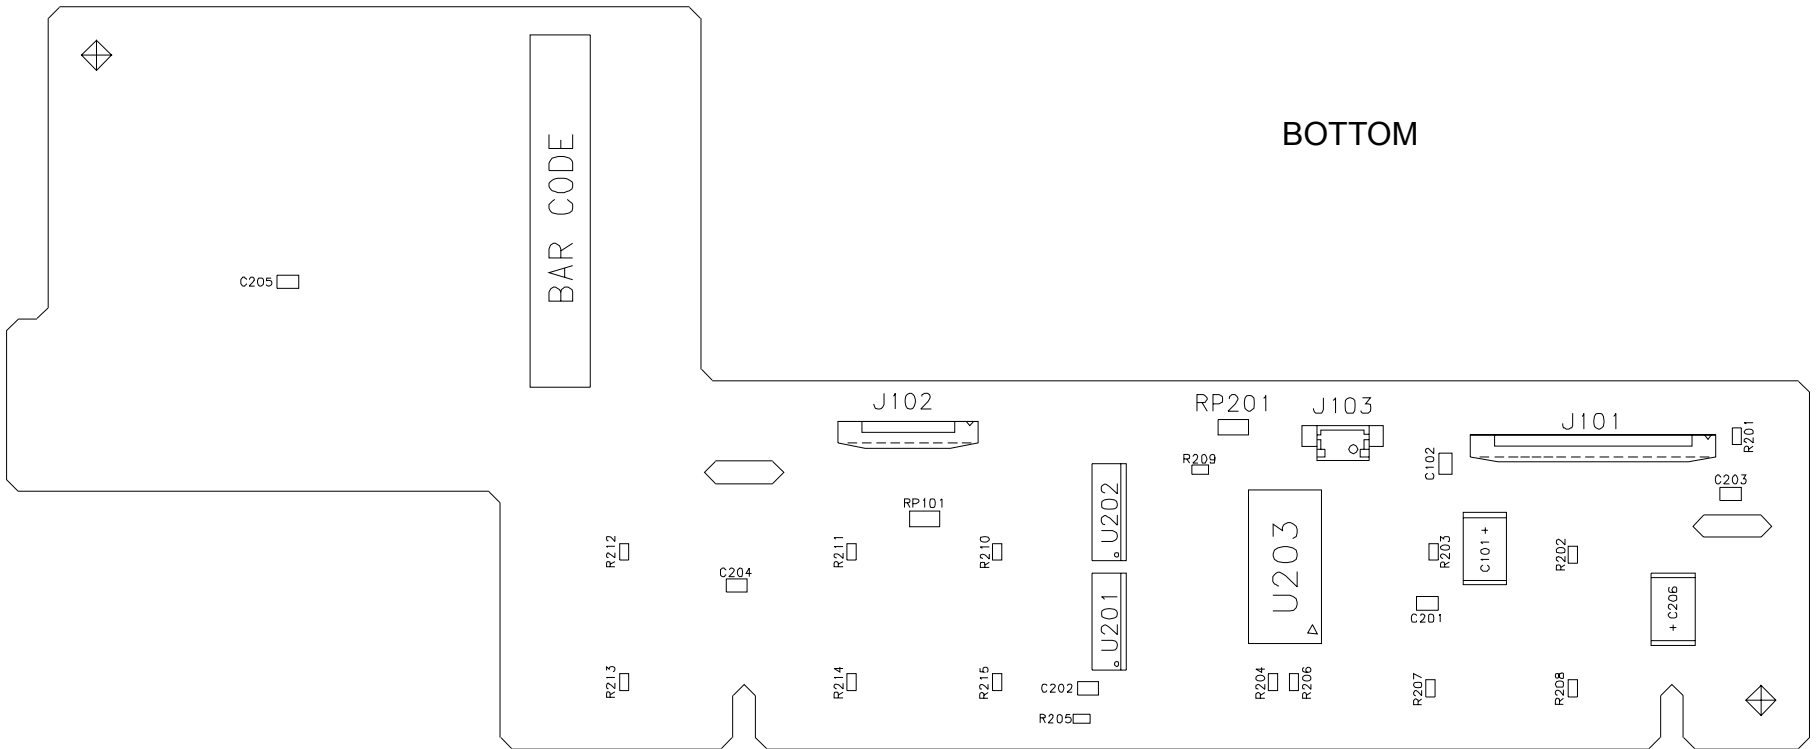 BOTTOM
BAR CODE
C205
J102
RP201
J103
J101
R201
R209
C102
C203
RP101
U202
U203
C101 +
R212
R211
R210
R203
R202
C204
U201
C201
+ C206
R213
R214
R215
C202
R204
R206
R207
R208
R205